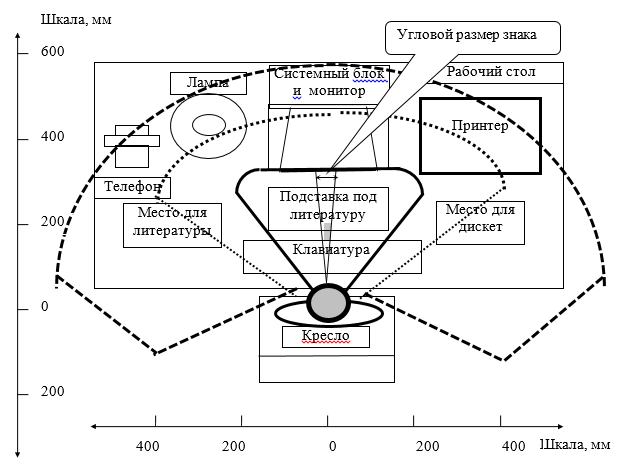 Шкала, мм
Угловой размер знака
600
Лампа
Системный блок
и монитор
Рабочий стол
400
Принтер
Телефон
Подставка под
литературу
Место для
литературы
Место для
дискет
200
Клавиатура
0
Кресло
200
400
200
0
200
400
Шкала, мм